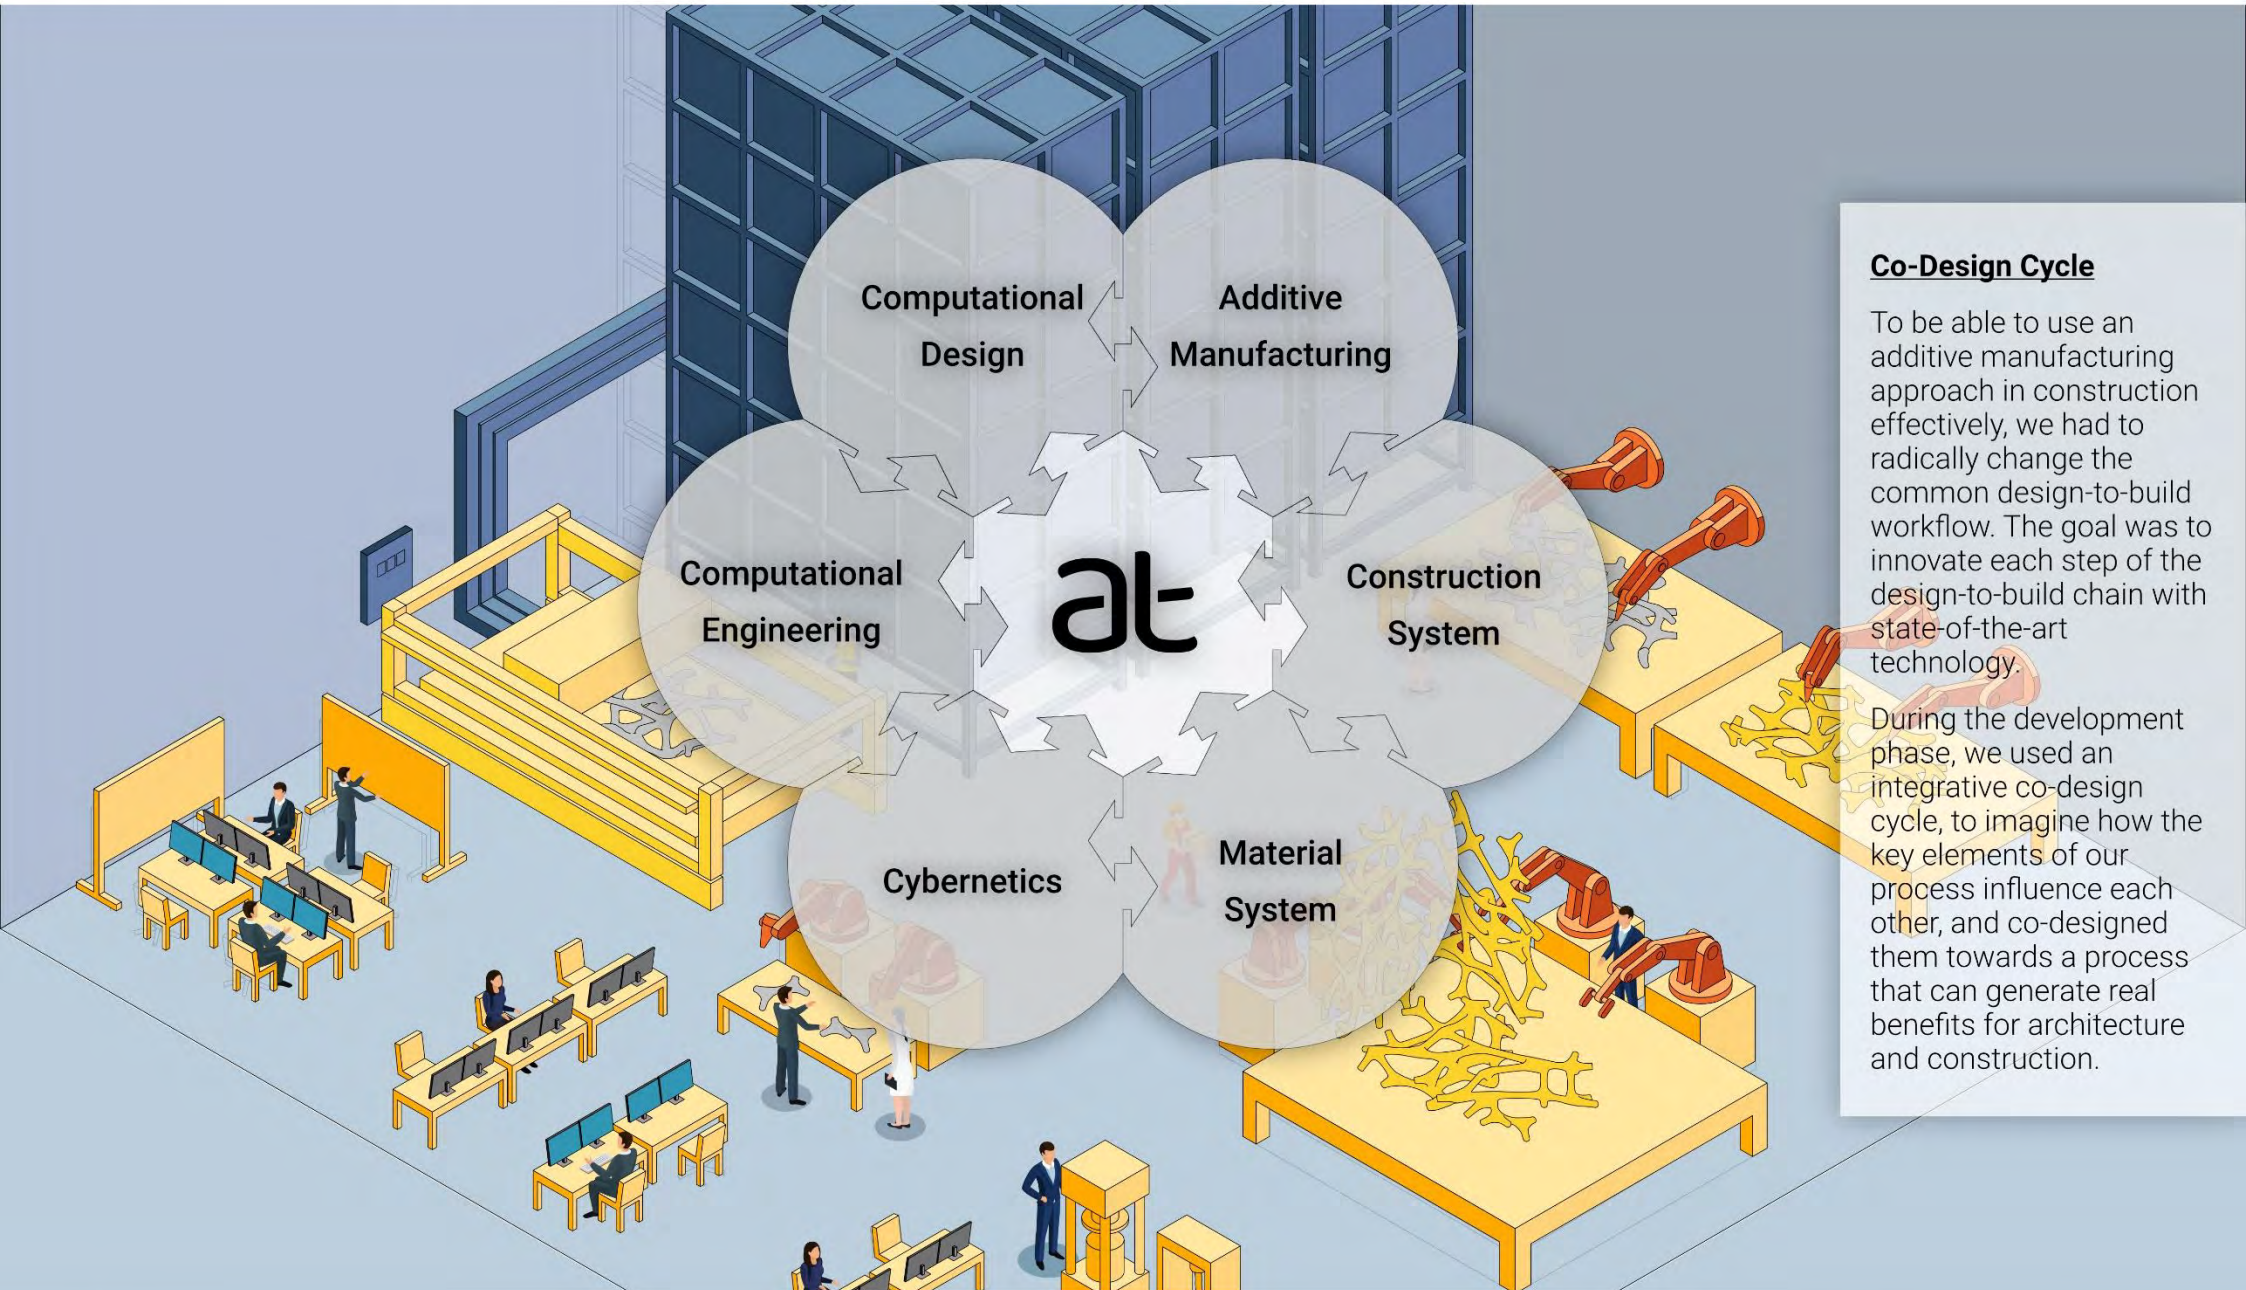 Computational
Design
Additive
Manufacturing
Computational
Engineering
at
Construction
System
Cybernetics
Material
System
Co-Design Cycle
To be able to use an
additive manufacturing
approach in construction
effectively, we had to
radically change the
common design-to-build
workflow. The goal was to
innovate each step of the
design-to-build chain with
state-of-the-art
technology.
During the development
phase, we used an
integrative co-design
cycle, to imagine how the
key elements of our
process influence each
other, and co-designed
them towards a process
that can generate real
benefits for architecture
and construction.